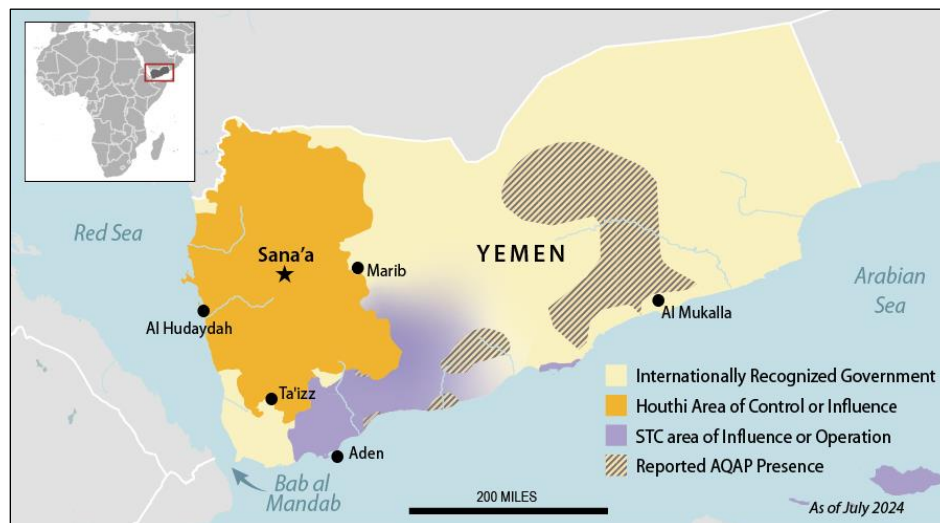 Red Sea
Sana'a
Marib
YEMEN
Arabian
Sea
Al Hudaydah
Al Mukalla
Ta'izz
Aden
Bab al
Mandab
Internationally Recognized Government
Houthi Area of Control or Influence
STC area of Influence or Operation
Reported AQAP Presence
200 MILES
As of July 2024